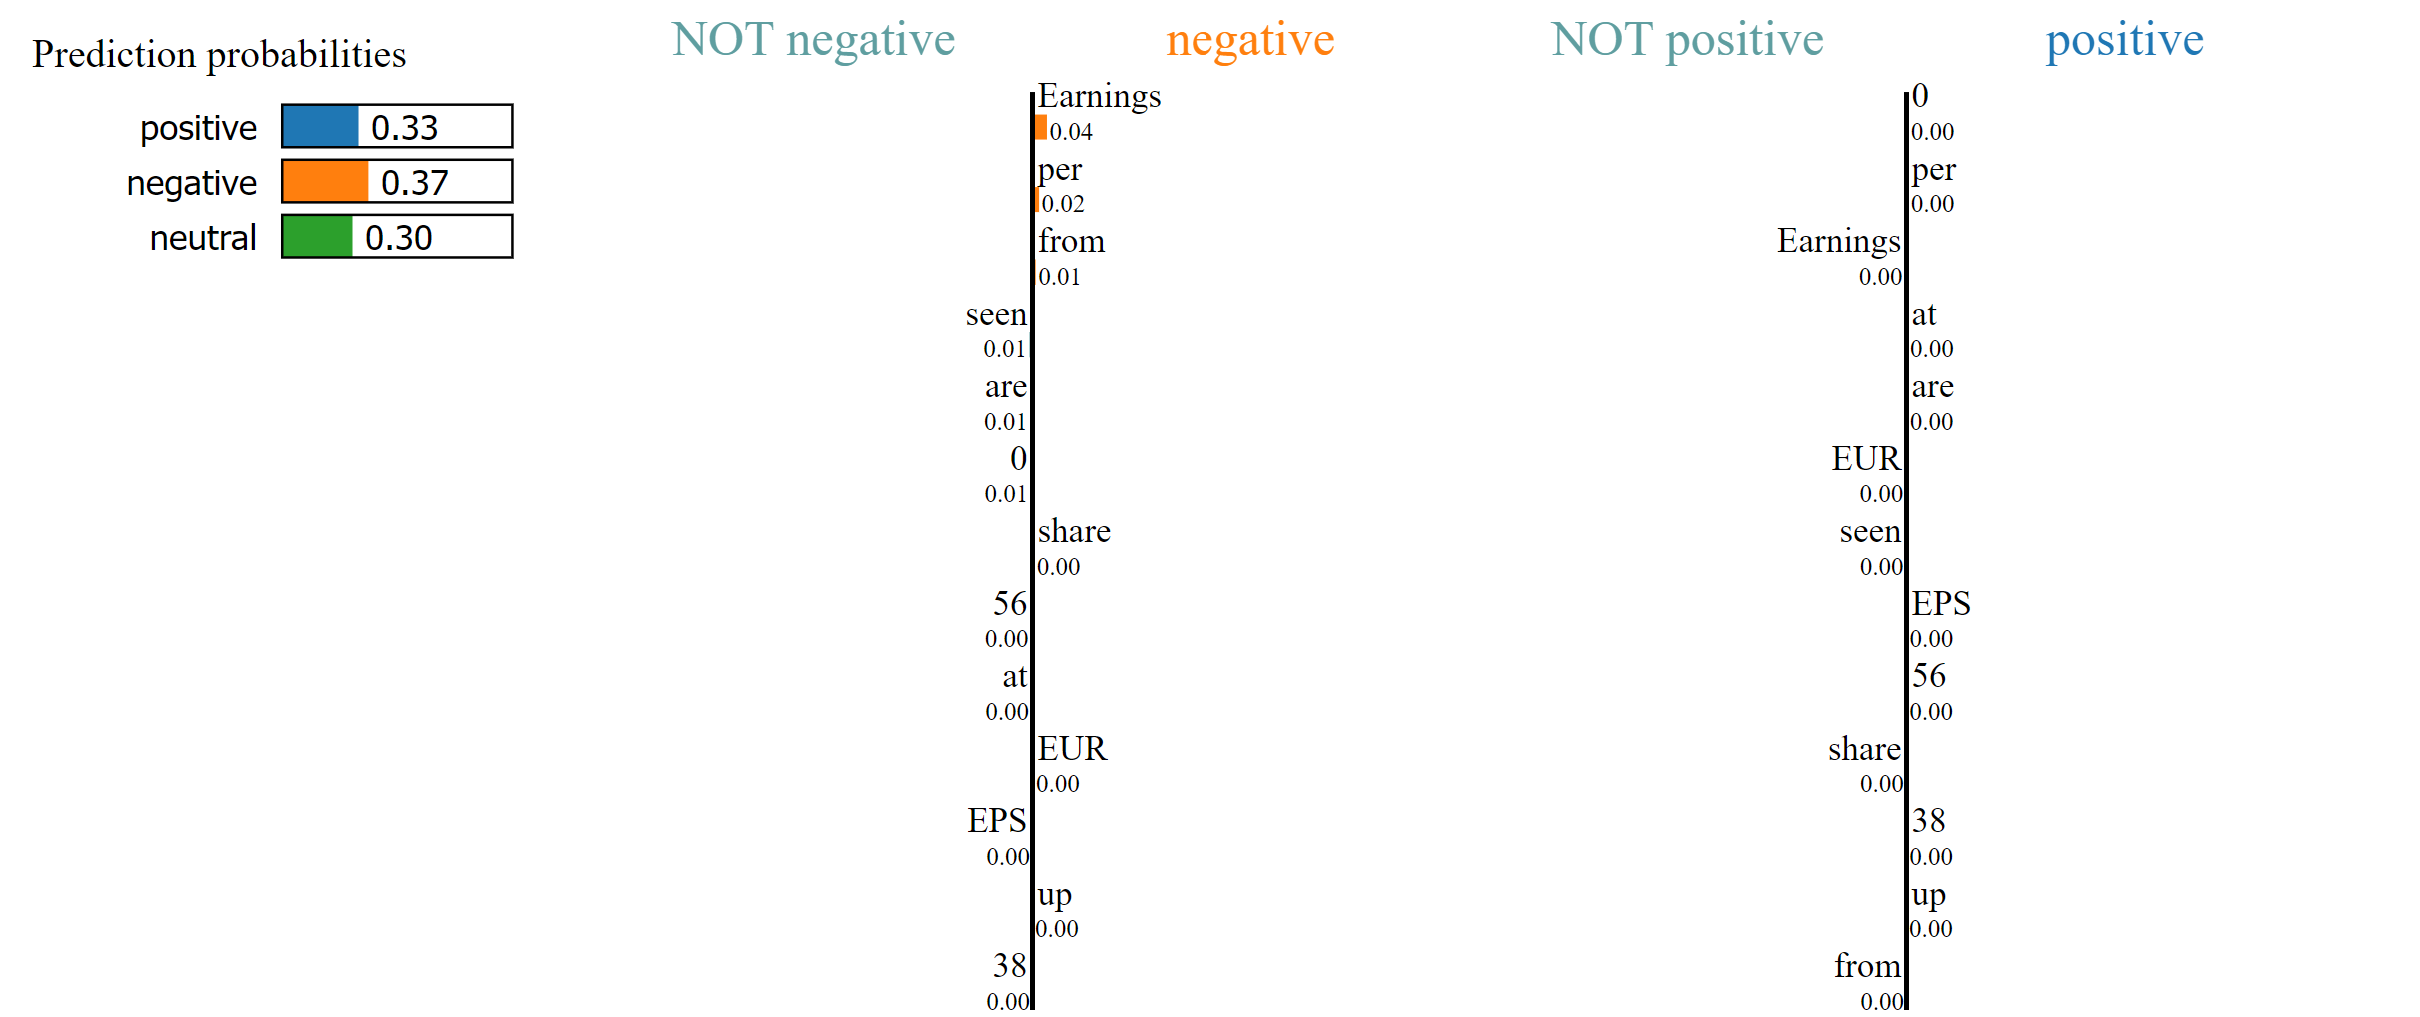 Prediction probabilities
positive 0.33
negative 0.37
neutral 0.30
NOT negative negative
Earnings
0.04
per
0.02
from
0.01
seen
0.01
are
0.01
0
0.01
share
0.00
56
0.00
at
0.00
EUR
0.00
EPS
0.00
up
0.00
38
0.00
NOT positive positive
0
0.00
per
0.00
Earnings
0.00
at
0.00
are
0.00
EUR
0.00
seen
0.00
EPS
0.00
56
0.00
share
0.00
38
0.00
up
0.00
from
0.00